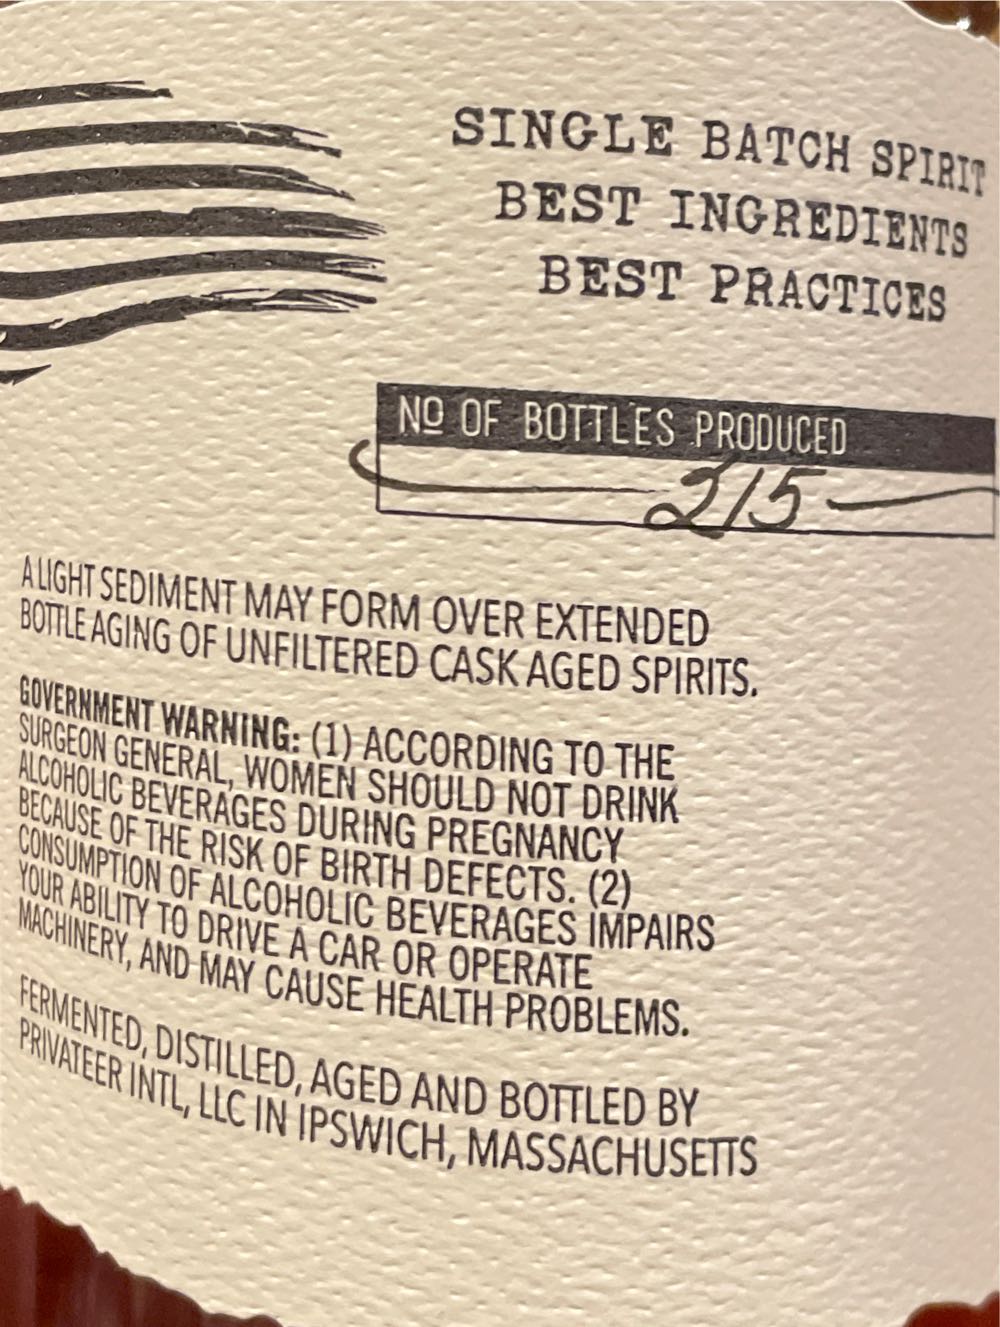 SINGLE BATCH SPIRIT
BEST INGREDIENTS
BEST PRACTICES
NO OF BOTTLES PRODUCED
215
A LIGHT SEDIMENT MAY FORM OVER EXTENDED
BOTTLE AGING OF UNFILTERED CASK AGED SPIRITS.
GOVERNMENT WARNING: (1) ACCORDING TO THE
SURGEON GENERAL, WOMEN SHOULD NOT DRINK
ALCOHOLIC BEVERAGES DURING PREGNANCY
BECAUSE OF THE RISK OF BIRTH DEFECTS. (2)
CONSUMPTION OF ALCOHOLIC BEVERAGES IMPAIRS
YOUR ABILITY TO DRIVE A CAR OR OPERATE
MACHINERY, AND MAY CAUSE HEALTH PROBLEMS.
FERMENTED, DISTILLED, AGED AND BOTTLED BY
PRIVATEER INTL, LLC IN IPSWICH, MASSACHUSETTS